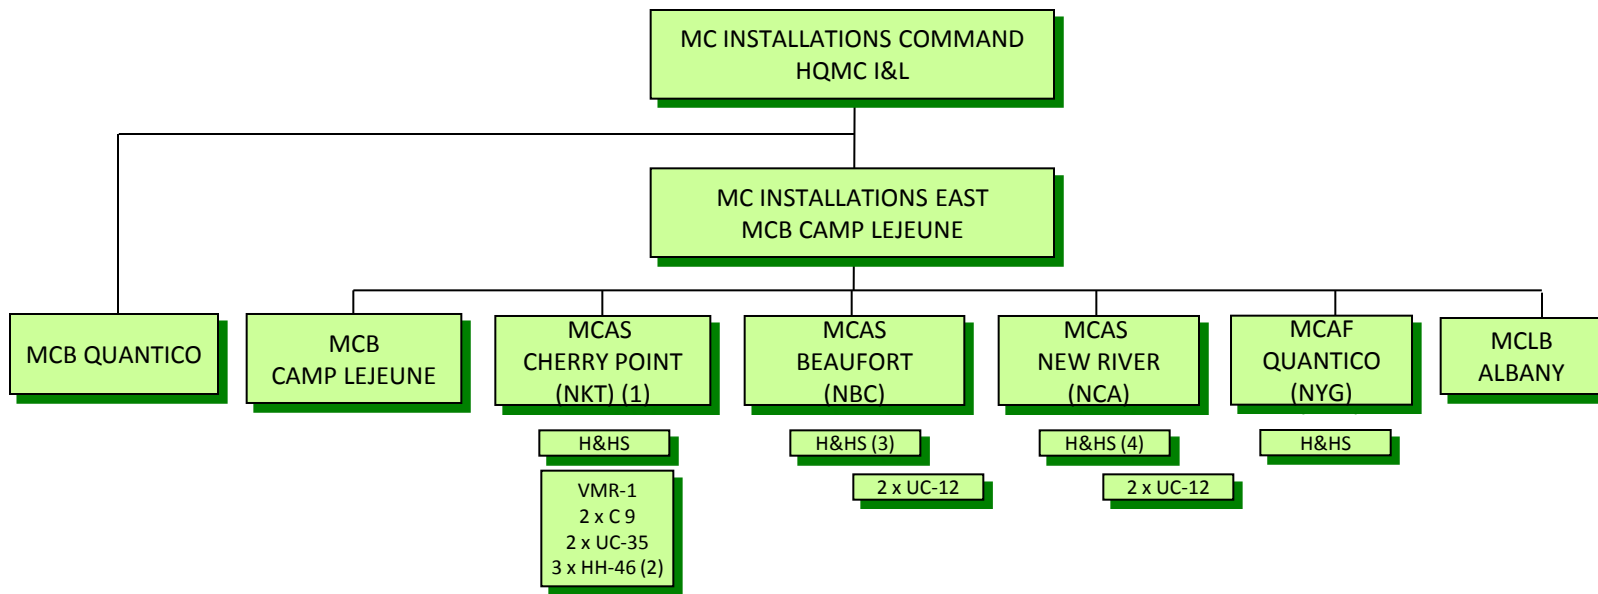 MC INSTALLATIONS COMMAND
HQMC I&L
MC INSTALLATIONS EAST
MCB CAMP LEJEUNE
MCB QUANTICO
MCB
CAMP LEJEUNE
MCAS
CHERRY POINT
(NKT) (1)
MCAS
BEAUFORT
(NBC)
MCAS
NEW RIVER
(NCA)
MCAF
QUANTICO
(NYG)
MCLB
ALBANY
H&HS
H&HS (3)
H&HS (4)
H&HS
VMR-1
2 x C 9
2 x UC-35
3 x HH-46 (2)
2 x UC-12
2 x UC-12